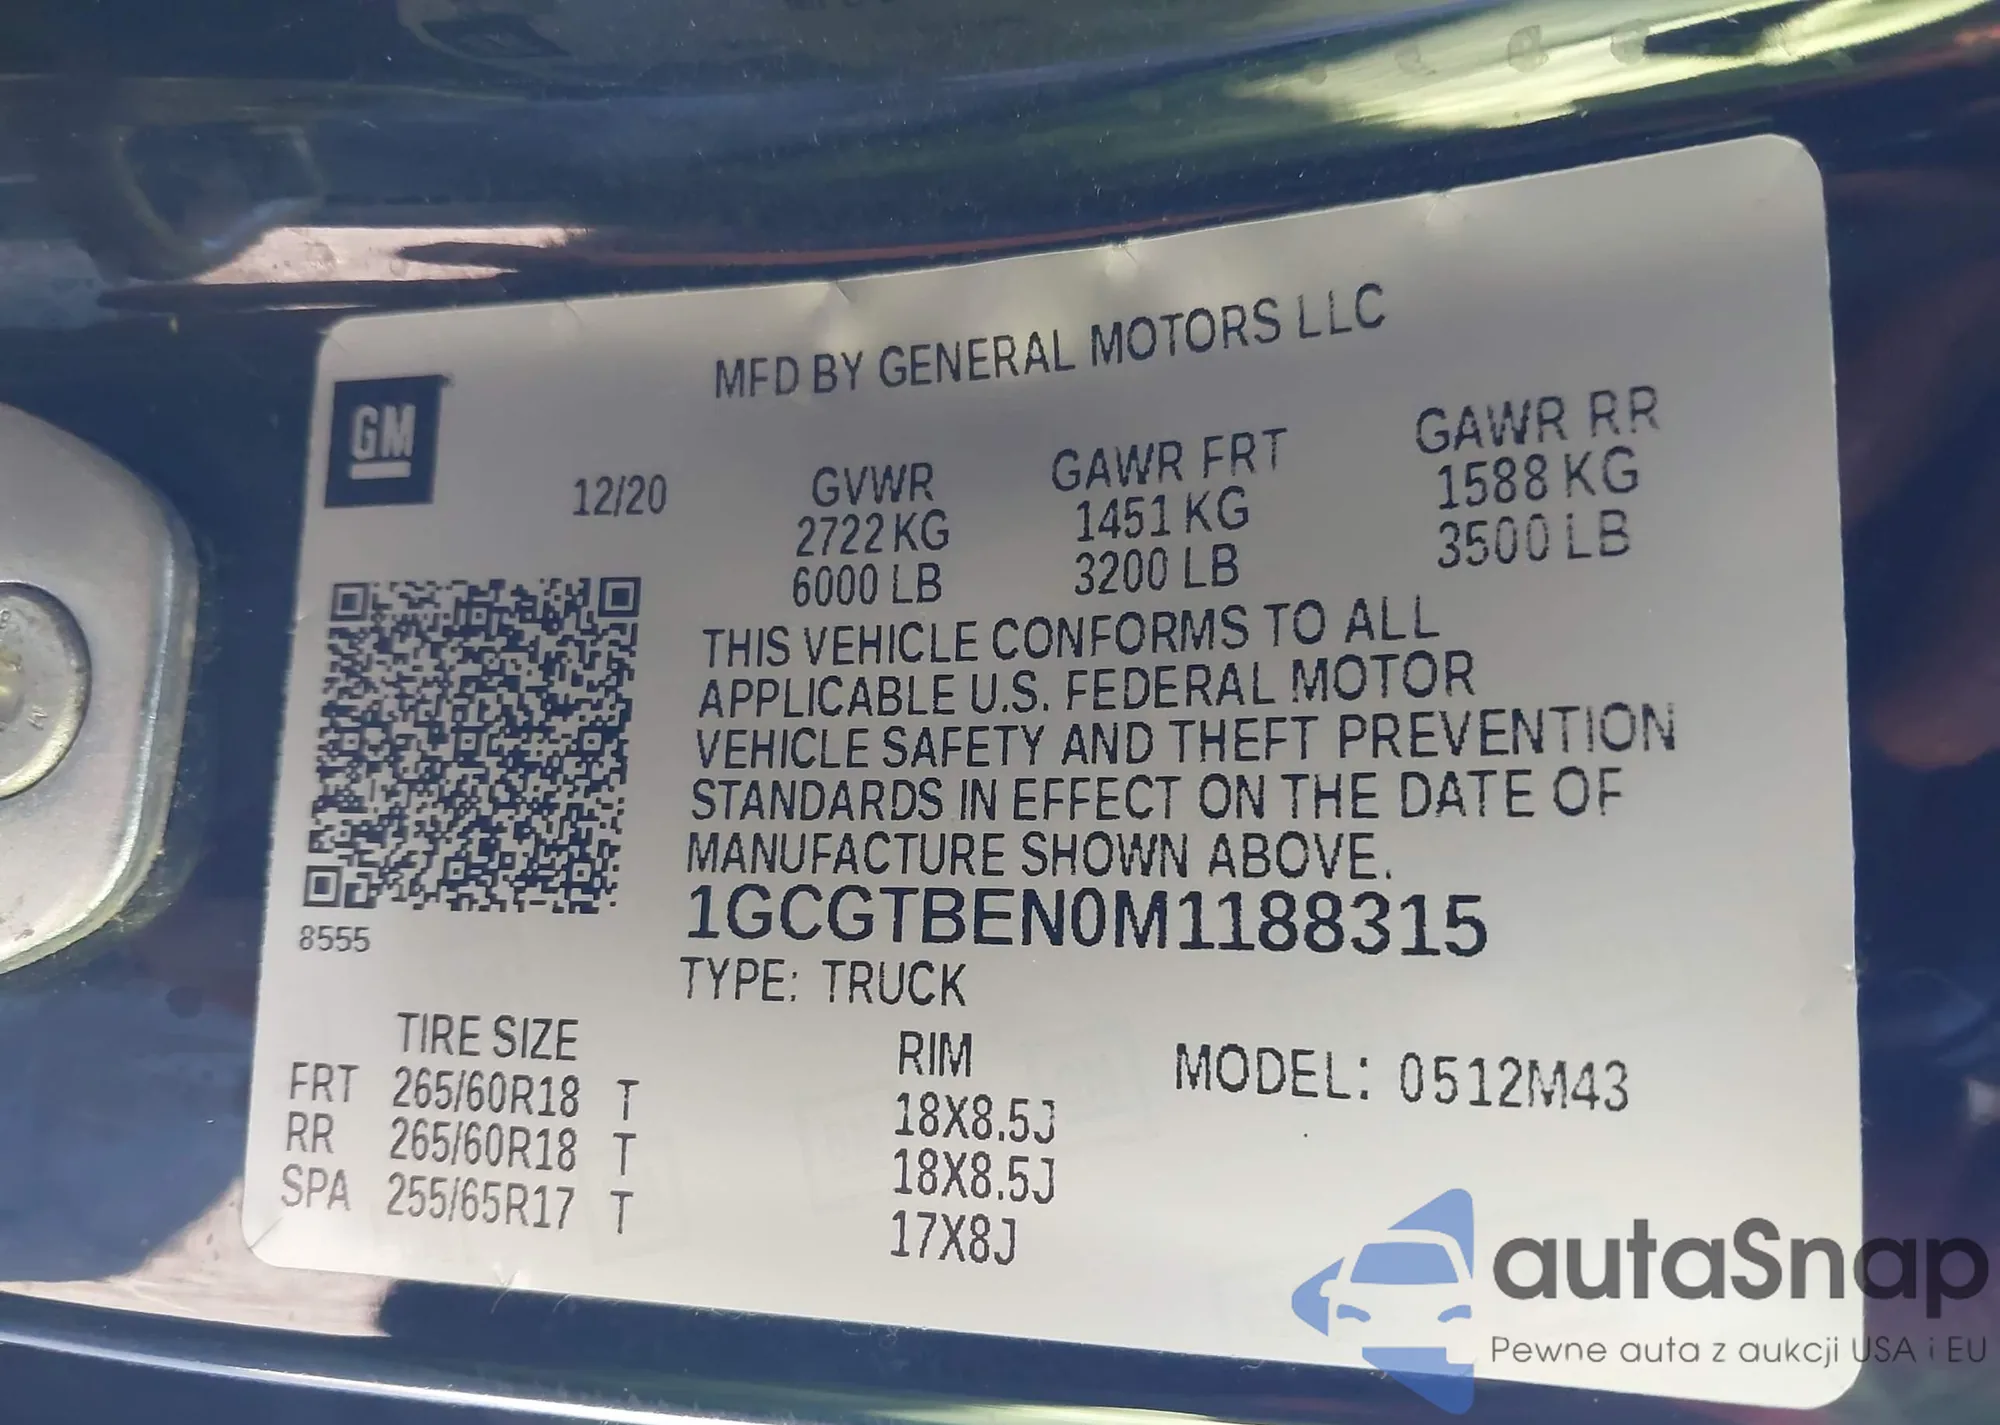 MFD BY GENERAL MOTORS LLC
GM
12/20
GVWR GAWR FRT GAWR RR
2722 KG 1451 KG 1588 KG
6000 LB 3200 LB 3500 LB
THIS VEHICLE CONFORMS TO ALL
APPLICABLE U.S. FEDERAL MOTOR
VEHICLE SAFETY AND THEFT PREVENTION
STANDARDS IN EFFECT ON THE DATE OF
MANUFACTURE SHOWN ABOVE.
8555
1GCGTBEN0M1188315
TYPE: TRUCK
TIRE SIZE RIM MODEL: 0512M43
FRT 265/60R18 T 18X8.5J
RR 265/60R18 T 18X8.5J
SPA 255/65R17 T 17X8J
autaSnap
Pewne auta z aukcji USA i EU